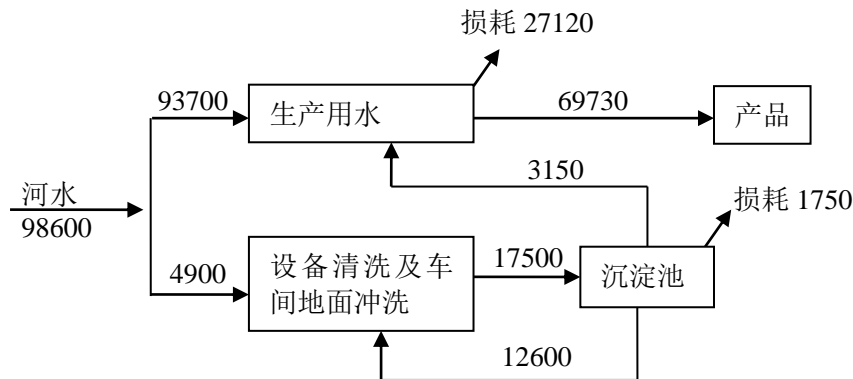 损耗 27120
93700
生产用水
69730
产品
3150
河水
98600
损耗 1750
4900
设备清洗及车
间地面冲洗
17500
沉淀池
12600